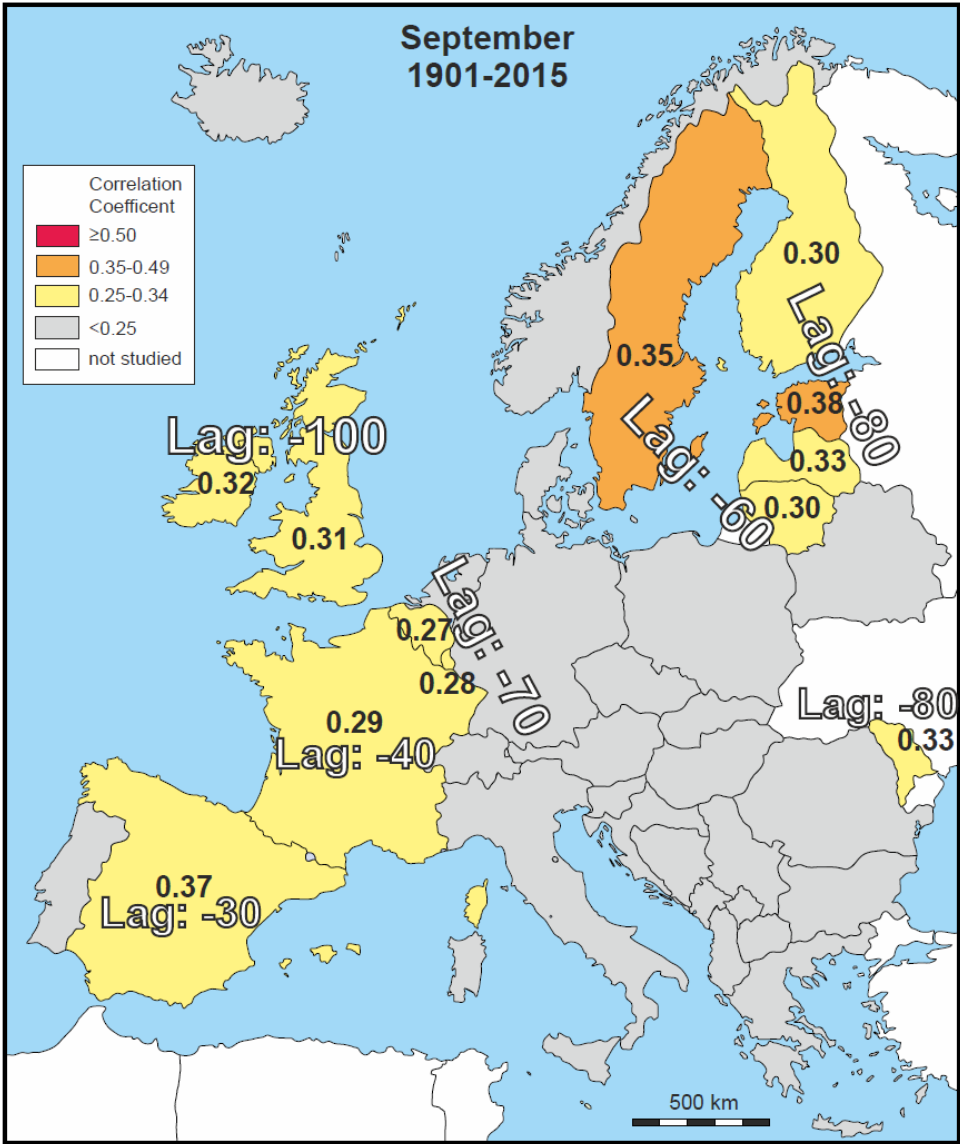 September
1901-2015
Correlation
Coefficent
≥0.50
0.35-0.49
0.25-0.34
<0.25
not studied
0.30
Lag: -80
0.35
0.38
Lag: -100
Lag: -60
0.33
0.32
0.30
0.31
Lag: -70
0.27
0.28
Lag: -80
0.29
0.33
Lag: -40
0.37
Lag: -30
500 km